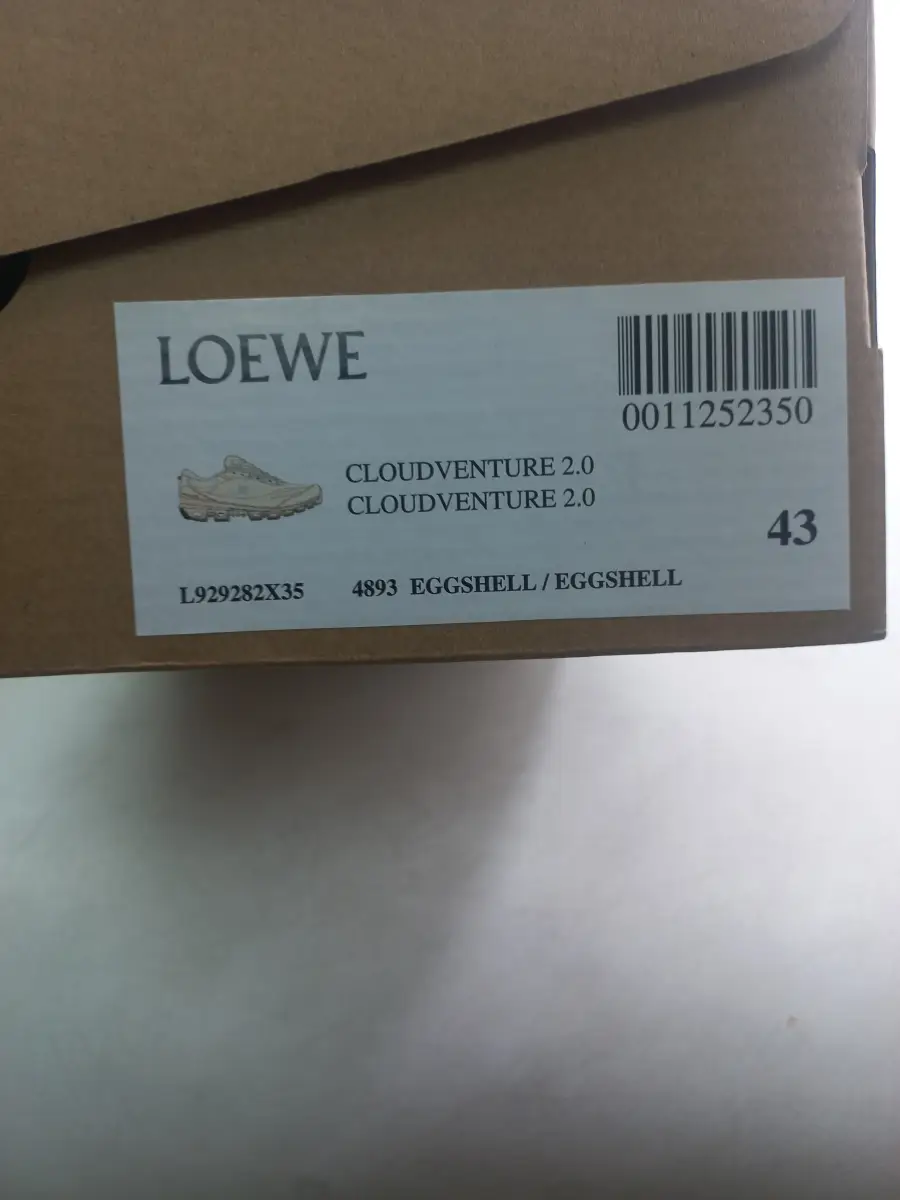 LOEWE
0011252350
CLOUDVENTURE 2.0
CLOUDVENTURE 2.0
43
L929282X35 4893 EGGSHELL / EGGSHELL